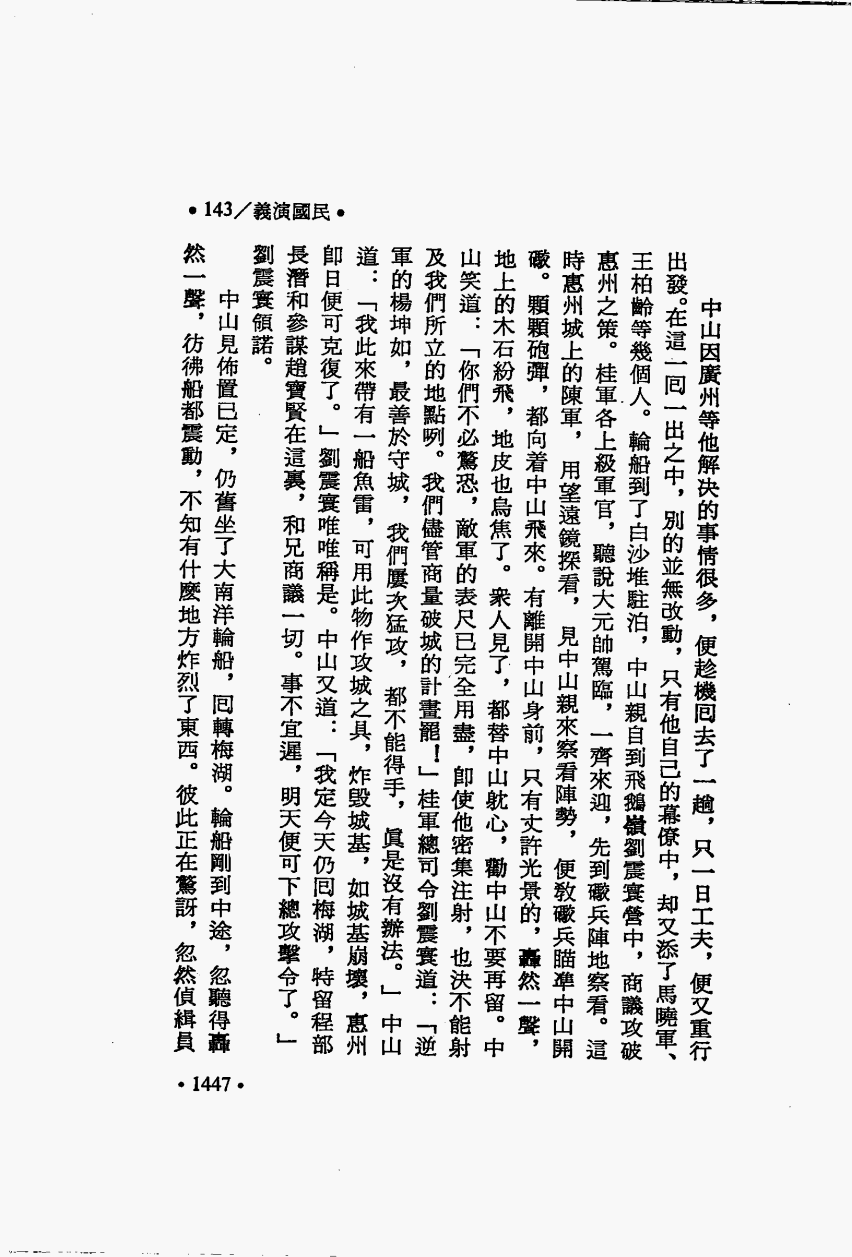 •143／義演國民•
中山因廣州等他解決的事情很多，便趁機囘去了一趟，只一日工夫，便又重行
出發。在這一囘一出之中，別的並無改動，只有他自己的幕僚中，却又添了馬曉軍、
王柏齡等幾個人。輪船到了白沙堆駐泊，中山親自到飛鵝嶺劉震寰營中，商議攻破
惠州之策。桂軍各上級軍官，聽說大元帥駕臨，一齊來迎，先到礮兵陣地察看。這
時惠州城上的陳軍，用望遠鏡探看，見中山親來察看陣勢，便敎礮兵瞄準中山開
礮。顆顆砲彈，都向着中山飛來。有離開中山身前，只有丈許光景的，轟然一聲，
地上的木石紛飛，地皮也烏焦了。衆人見了，都替中山躭心，勸中山不要再留。中
山笑道：「你們不必驚恐，敵軍的表尺已完全用盡，卽使他密集注射，也決不能射
及我們所立的地點咧。我們儘管商量破城的計畫罷！」桂軍總司令劉震寰道：「逆
軍的楊坤如，最善於守城，我們屢次猛攻，都不能得手，眞是沒有辦法。」中山
道：「我此來帶有一船魚雷，可用此物作攻城之具，炸毀城基，如城基崩壞，惠州
卽日便可克復了。」劉震寰唯唯稱是。中山又道：「我定今天仍囘梅湖，特留程部
長潛和參謀趙寶賢在這裏，和兄商議一切。事不宜遲，明天便可下總攻擊令了。」
劉震寰領諾。
中山見佈置已定，仍舊坐了大南洋輪船，囘轉梅湖。輪船剛到中途，忽聽得轟
然一聲，彷彿船都震動，不知有什麼地方炸烈了東西。彼此正在驚訝，忽然偵緝員
•1447•